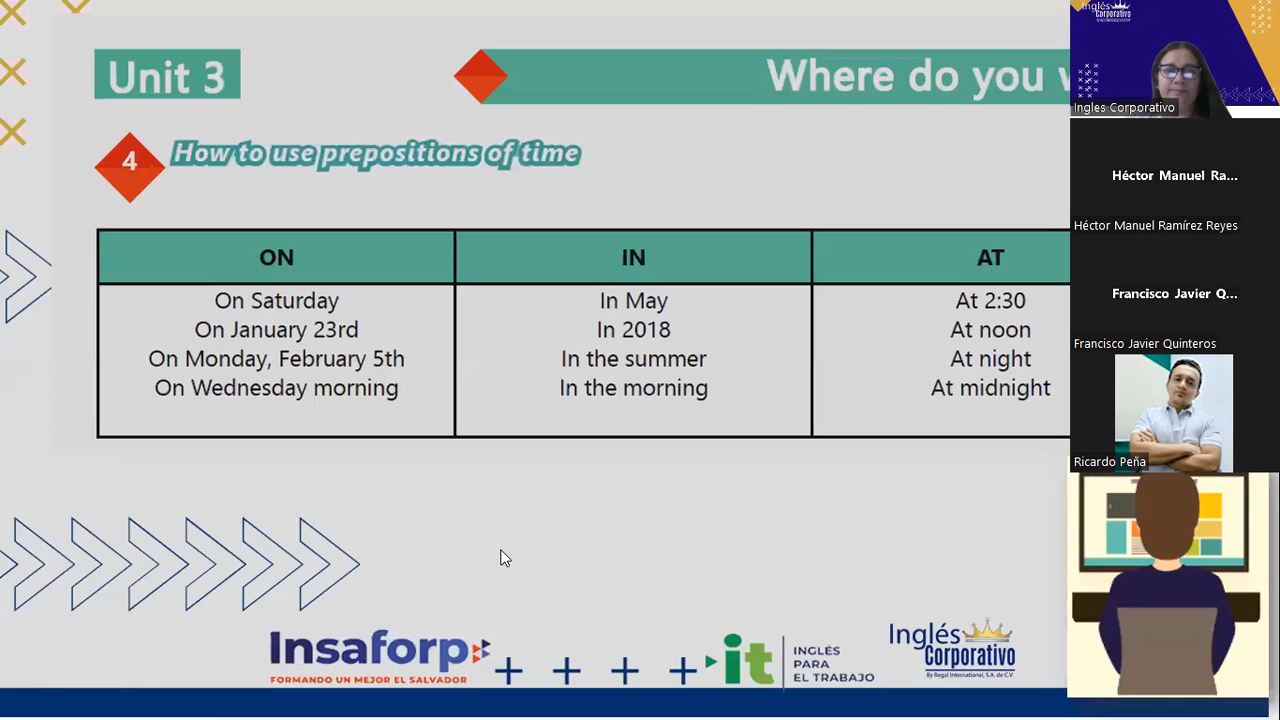 Unit 3
Where do you
4
How to use prepositions of time
ON
IN
AT
On Saturday
In May
At 2:30
On January 23rd
In 2018
At noon
On Monday, February 5th
In the summer
At night
On Wednesday morning
In the morning
At midnight
Insaforp
FORMANDO UN MEJOR EL SALVADOR
it
INGLÉS
PARA
EL TRABAJO
Inglés
Corporativo
By Regal International, S.A. de C.V.
Inglés
Corporativo
Ingles Corporativo
Héctor Manuel Ra...
Héctor Manuel Ramírez Reyes
Francisco Javier Q...
Francisco Javier Quinteros
Ricardo Peña